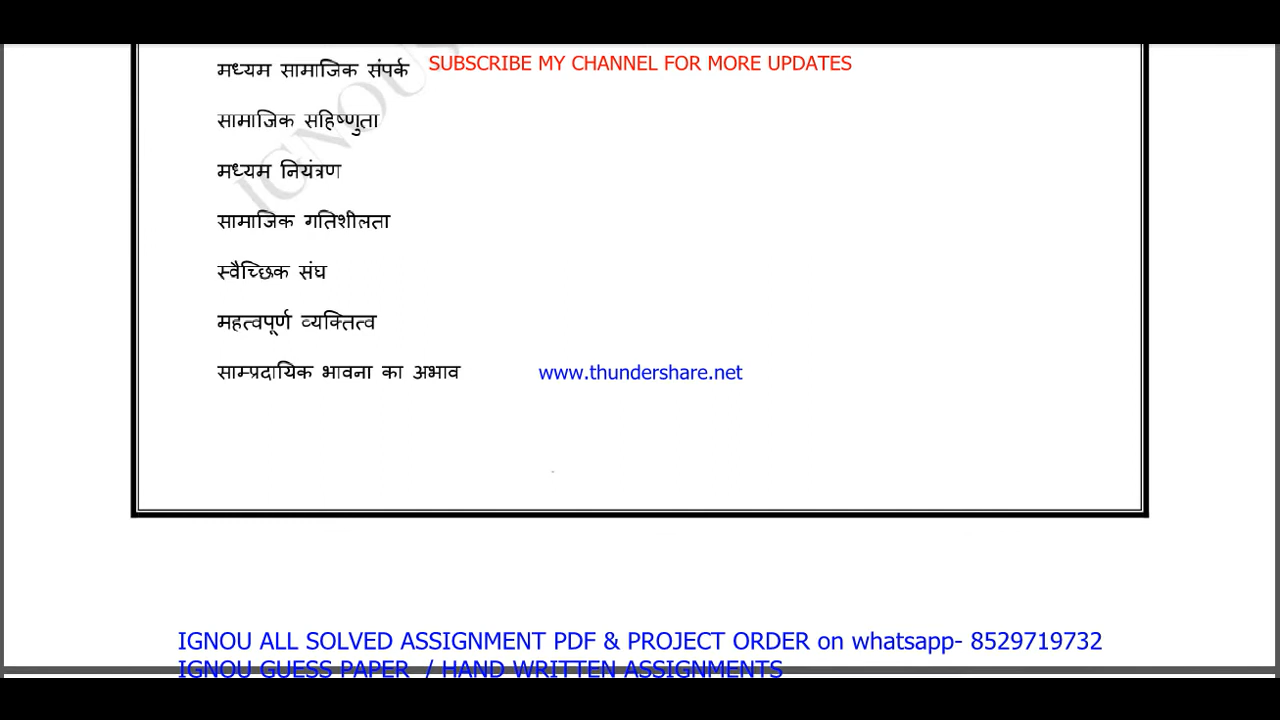 मध्यम सामाजिक संपर्क SUBSCRIBE MY CHANNEL FOR MORE UPDATES
सामाजिक सहिष्णुता
मध्यम नियंत्रण
सामाजिक गतिशीलता
स्वैच्छिक संघ
महत्वपूर्ण व्यक्तित्व
साम्प्रदायिक भावना का अभाव www.thundershare.net
IGNOU ALL SOLVED ASSIGNMENT PDF & PROJECT ORDER on whatsapp- 8529719732
IGNOU GUESS PAPER / HAND WRITTEN ASSIGNMENTS
IGNOUS